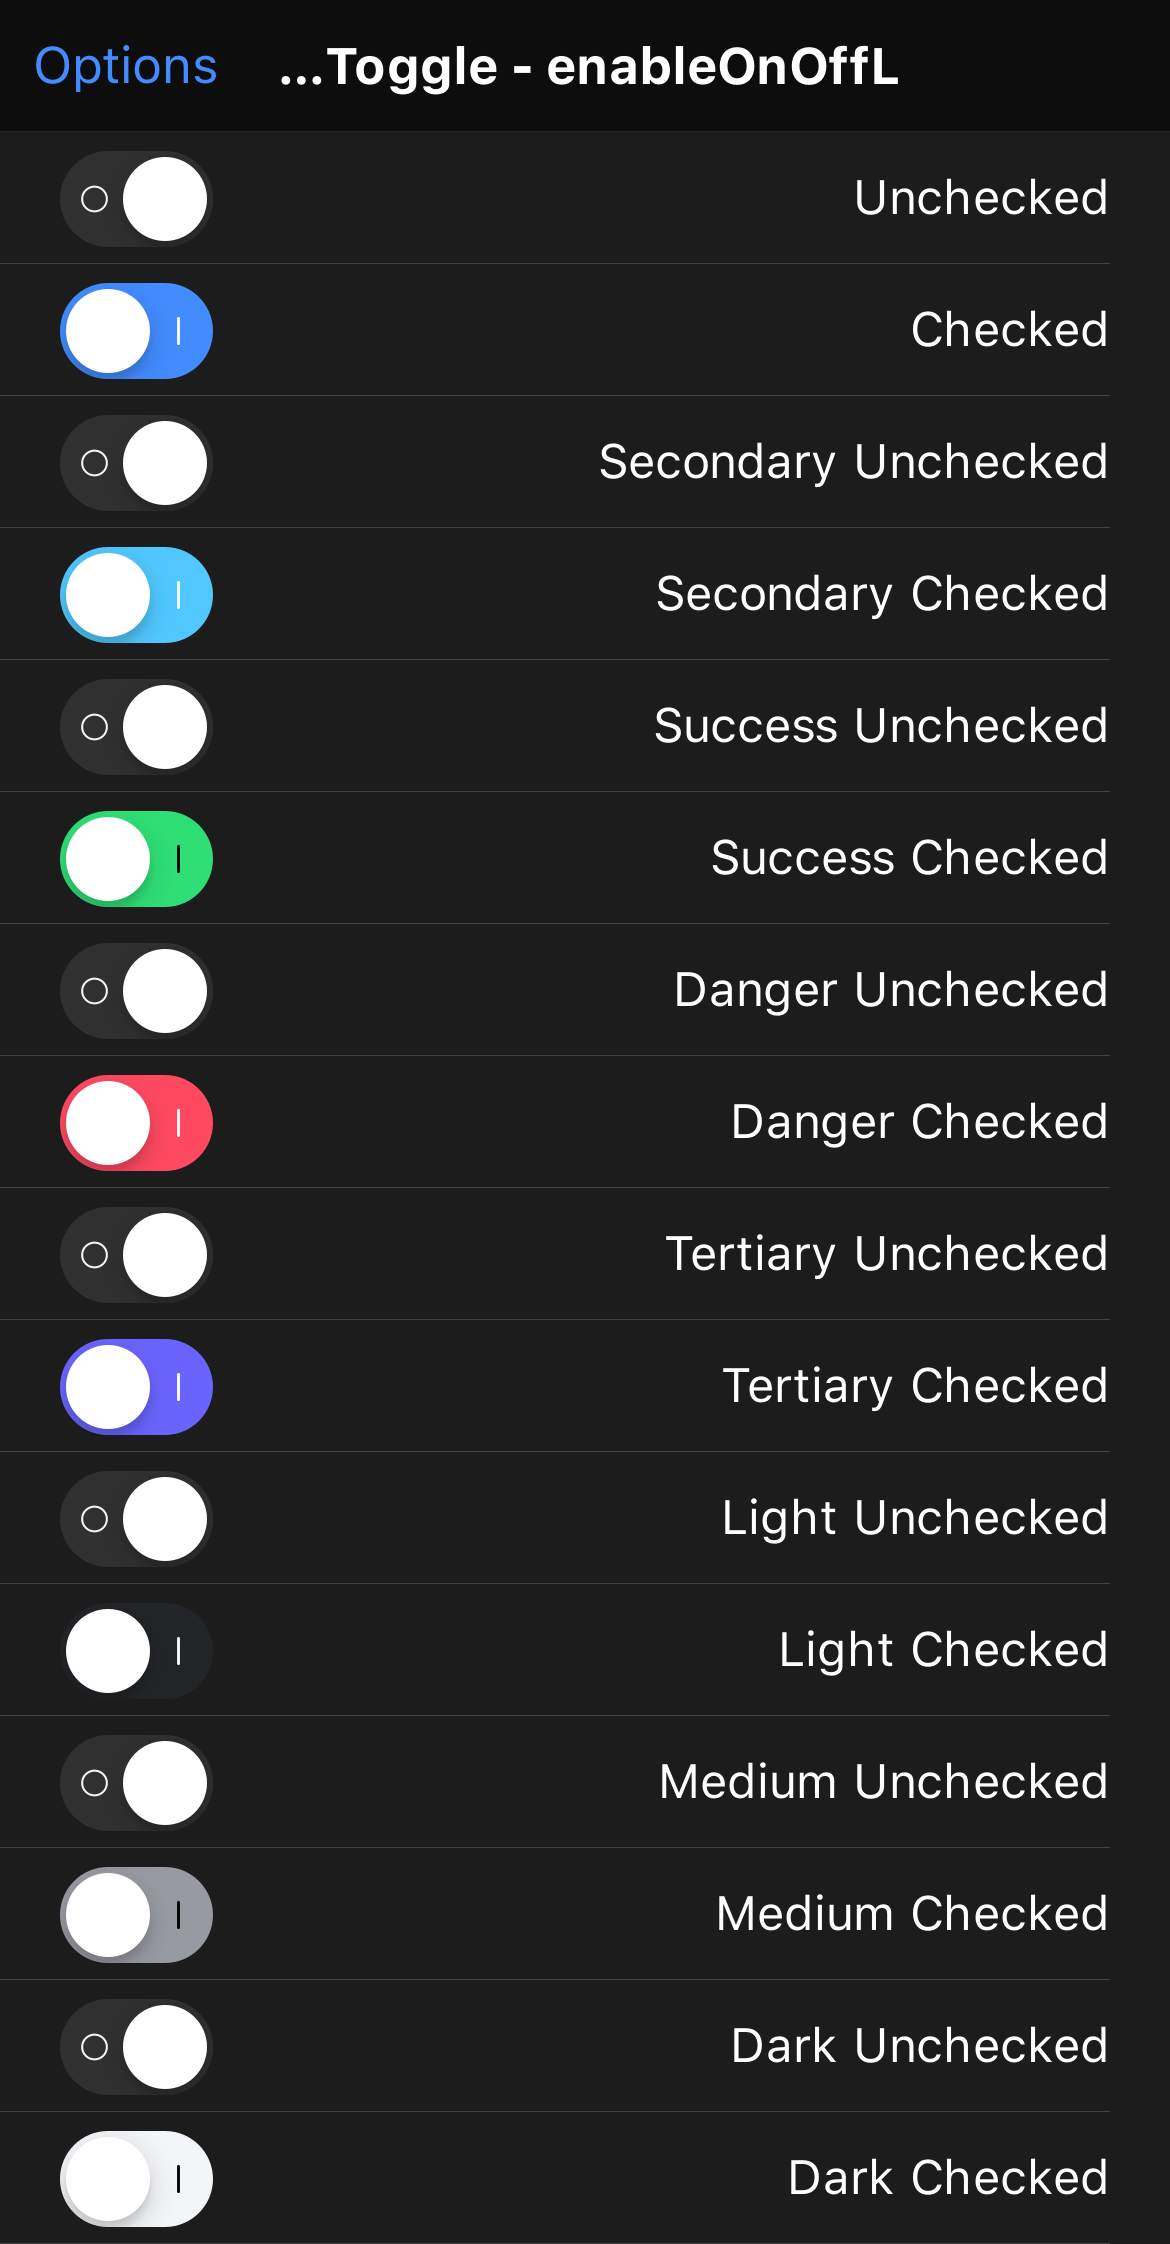 Options
...Toggle - enableOnOffL
Unchecked
Checked
Secondary Unchecked
Secondary Checked
Success Unchecked
Success Checked
Danger Unchecked
Danger Checked
Tertiary Unchecked
Tertiary Checked
Light Unchecked
Light Checked
Medium Unchecked
Medium Checked
Dark Unchecked
Dark Checked